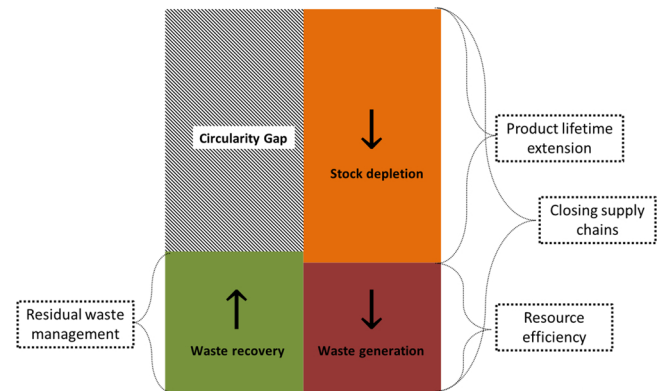 Circularity Gap
Stock depletion
Product lifetime
extension
Closing supply
chains
Residual waste
management
Waste recovery
Waste generation
Resource
efficiency